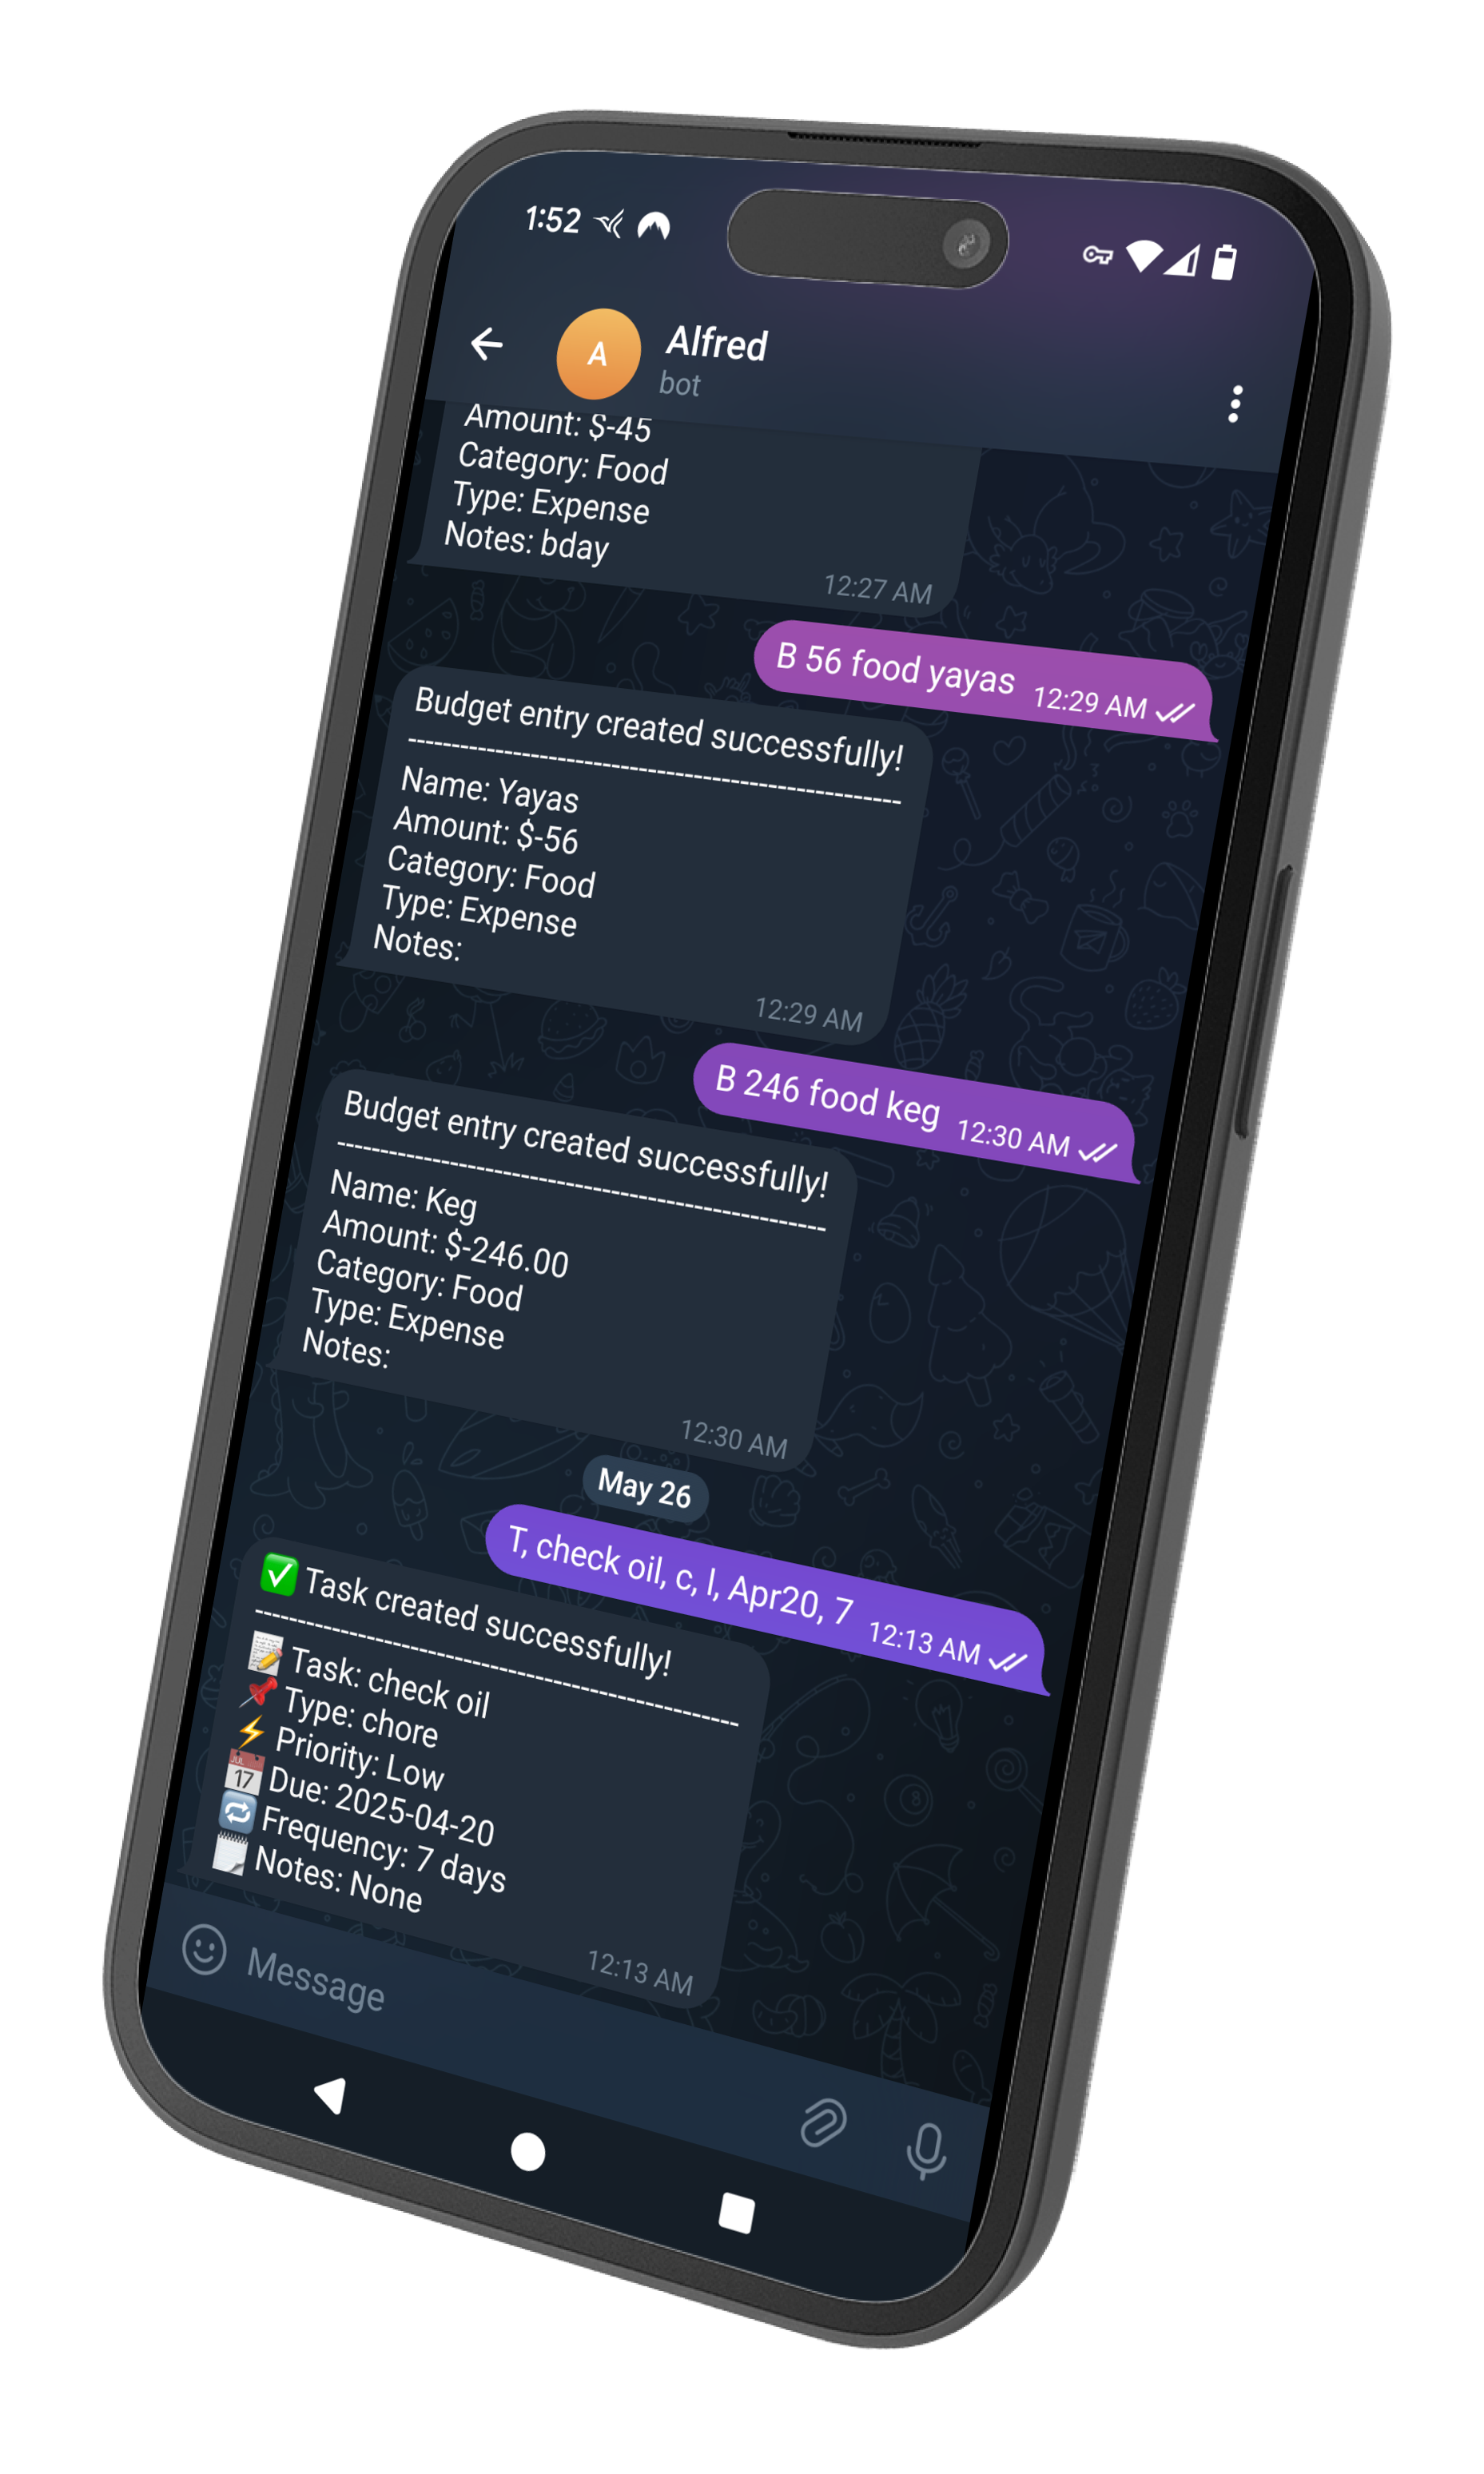 1:52
A
Alfred
bot
Amount: $-45
Category: Food
Type: Expense
Notes: bday
12:27 AM
B 56 food yayas 12:29 AM
Budget entry created successfully!
--------------------------------------------------------
Name: Yayas
Amount: $-56
Category: Food
Type: Expense
Notes:
12:29 AM
B 246 food keg 12:30 AM
Budget entry created successfully!
--------------------------------------------------------
Name: Keg
Amount: $-246.00
Category: Food
Type: Expense
Notes:
12:30 AM
May 26
T, check oil, c, l, Apr20, 7 12:13 AM
✅ Task created successfully!
--------------------------------------------------------
📝 Task: check oil
📌 Type: chore
⚡ Priority: Low
📅 Due: 2025-04-20
🔁 Frequency: 7 days
🗒️ Notes: None
12:13 AM
Message